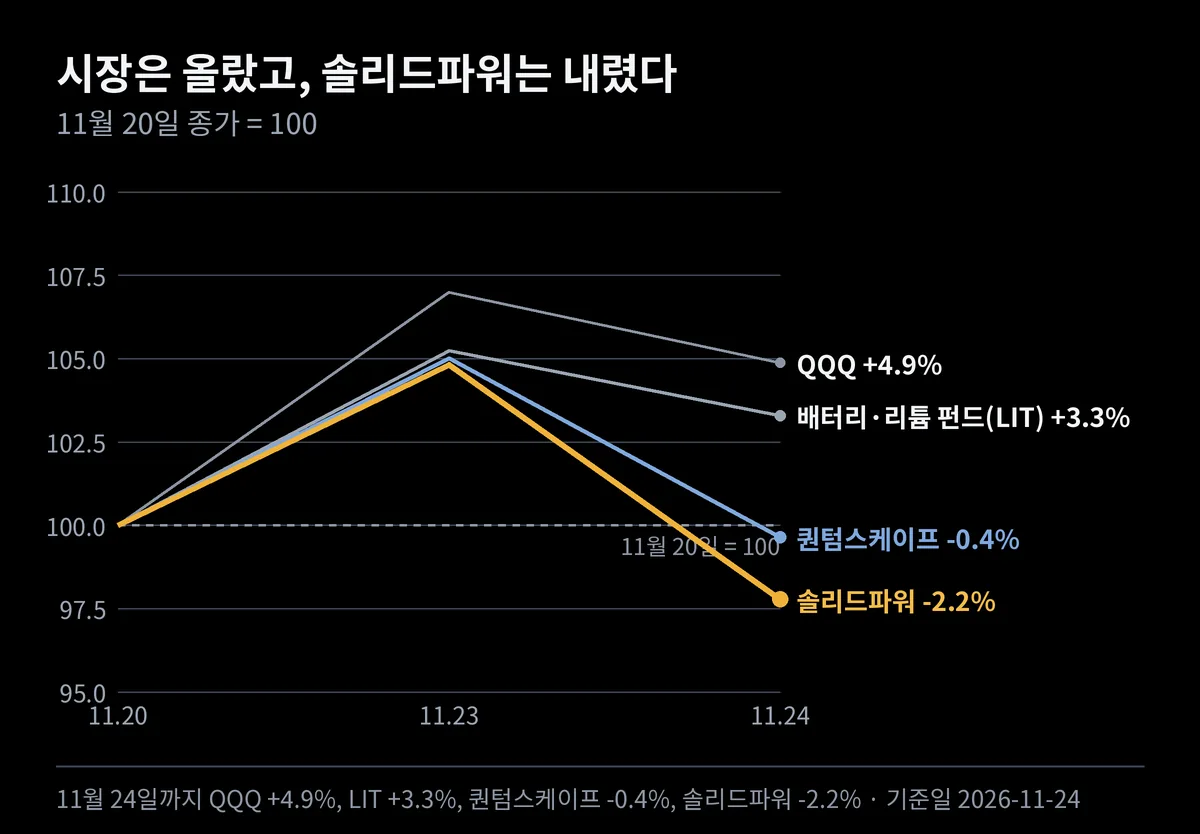 시장은 올랐고, 솔리드파워는 내렸다
11월 20일 종가 = 100
110.0
107.5
105.0
QQQ +4.9%
배터리·리튬 펀드(LIT) +3.3%
102.5
100.0
11월 20일 = 100
퀀텀스케이프 -0.4%
솔리드파워 -2.2%
97.5
95.0
11.20
11.23
11.24
11월 24일까지 QQQ +4.9%, LIT +3.3%, 퀀텀스케이프 -0.4%, 솔리드파워 -2.2% · 기준일 2026-11-24